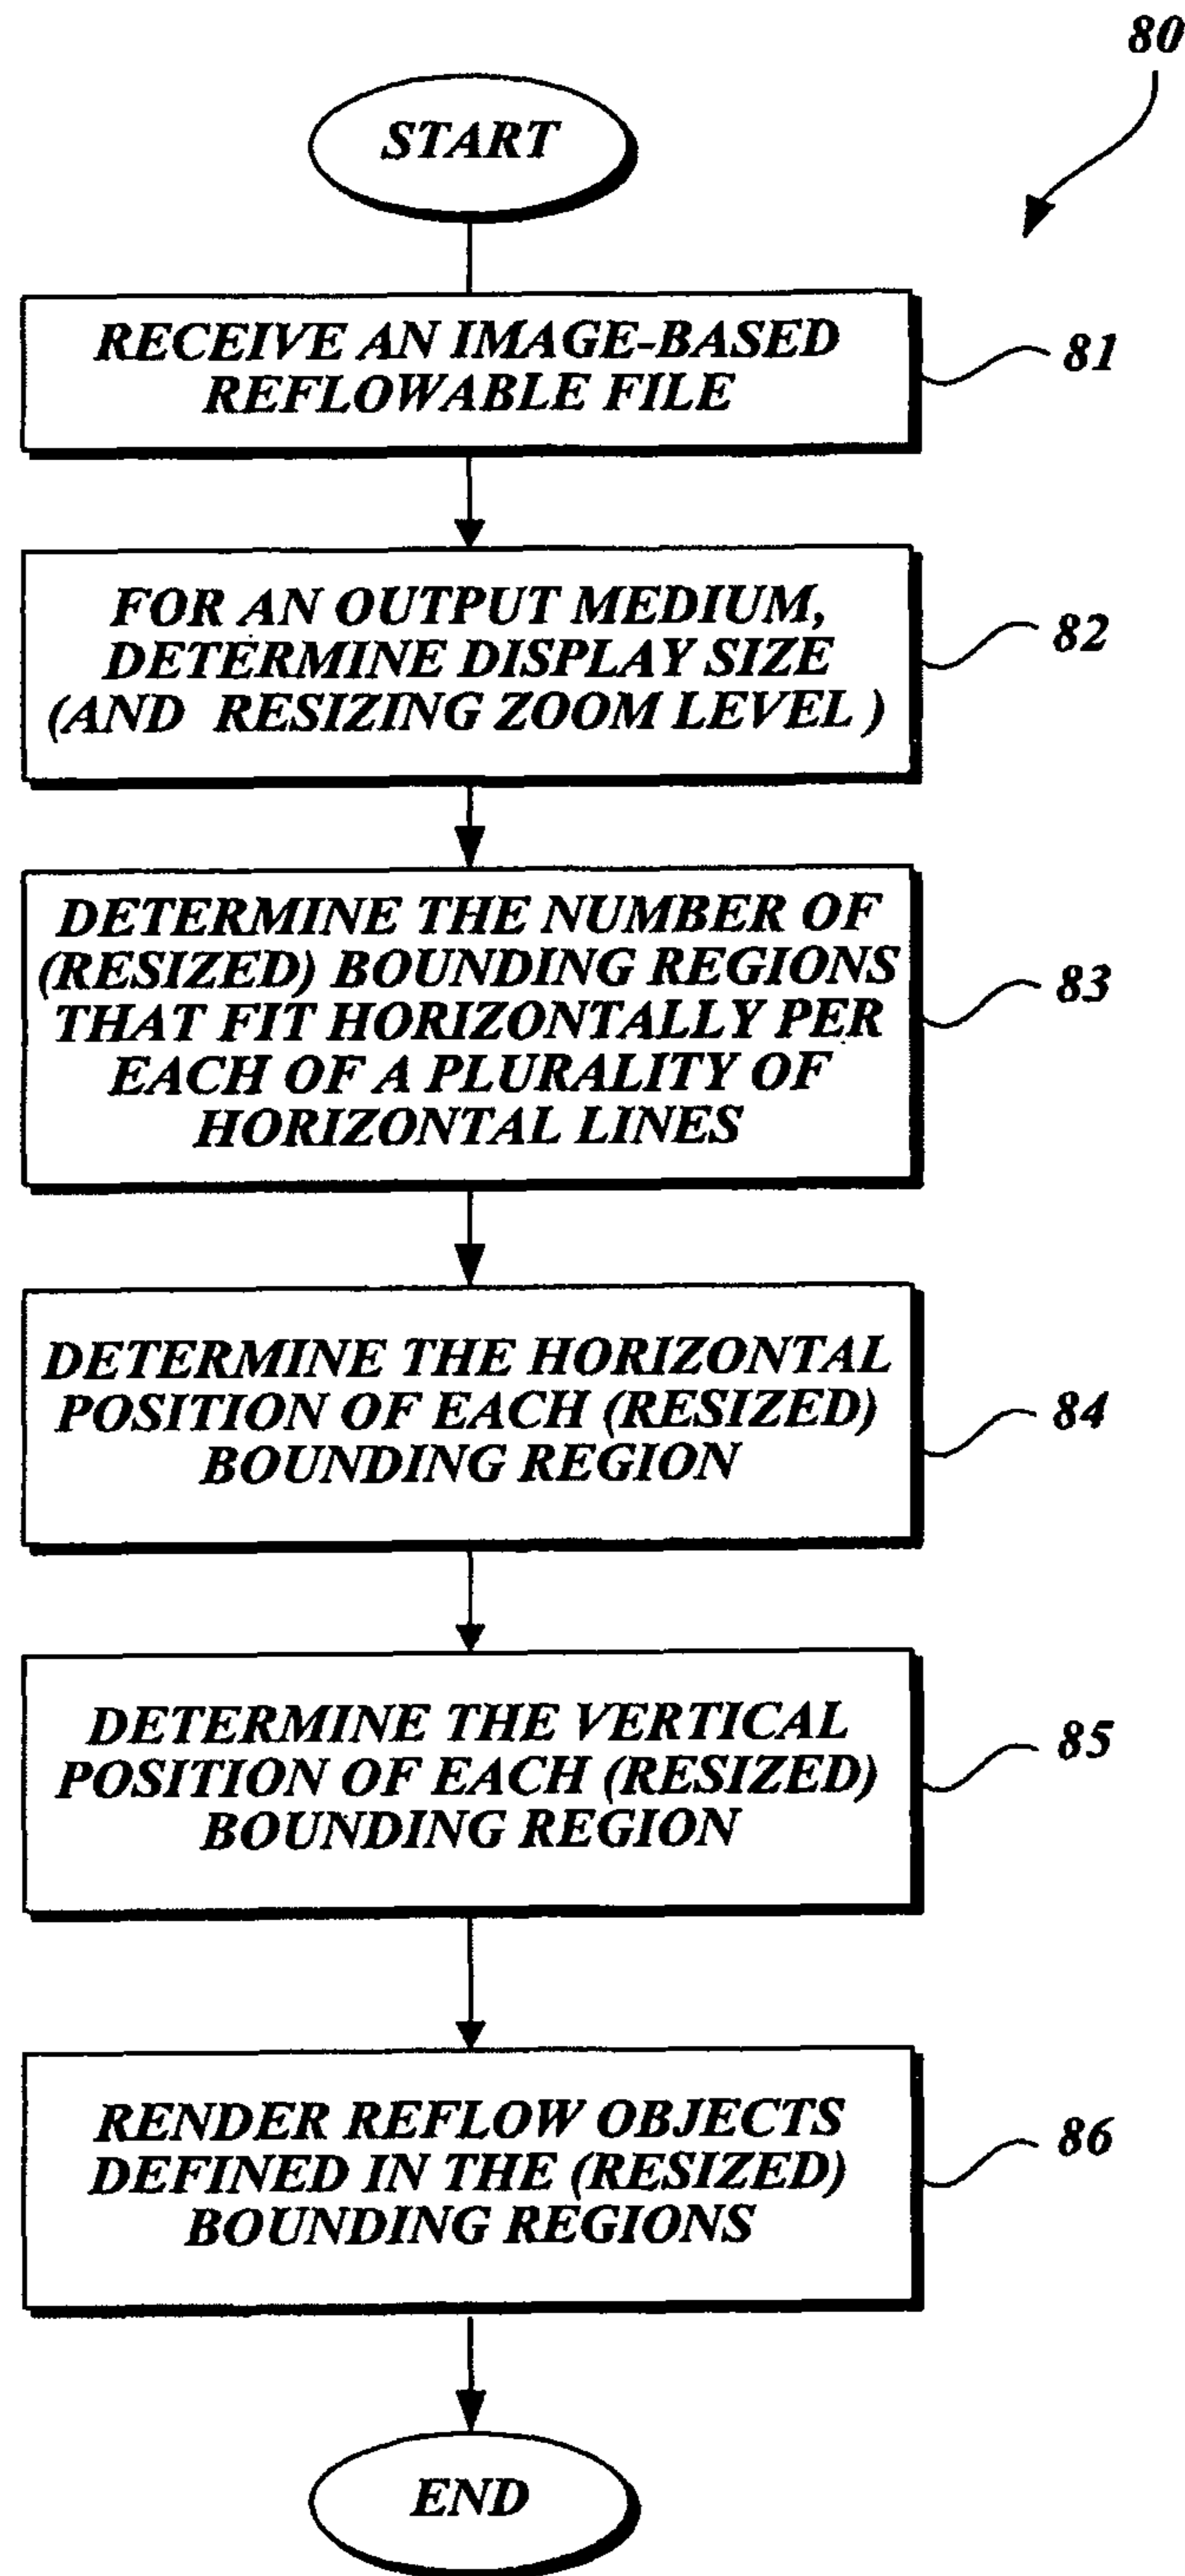 80
START
RECEIVE AN IMAGE-BASED
REFLOWABLE FILE
81
FOR AN OUTPUT MEDIUM,
DETERMINE DISPLAY SIZE
(AND RESIZING ZOOM LEVEL)
82
DETERMINE THE NUMBER OF
(RESIZED) BOUNDING REGIONS
THAT FIT HORIZONTALLY PER
EACH OF A PLURALITY OF
HORIZONTAL LINES
83
DETERMINE THE HORIZONTAL
POSITION OF EACH (RESIZED)
BOUNDING REGION
84
DETERMINE THE VERTICAL
POSITION OF EACH (RESIZED)
BOUNDING REGION
85
RENDER REFLOW OBJECTS
DEFINED IN THE (RESIZED)
BOUNDING REGIONS
86
END